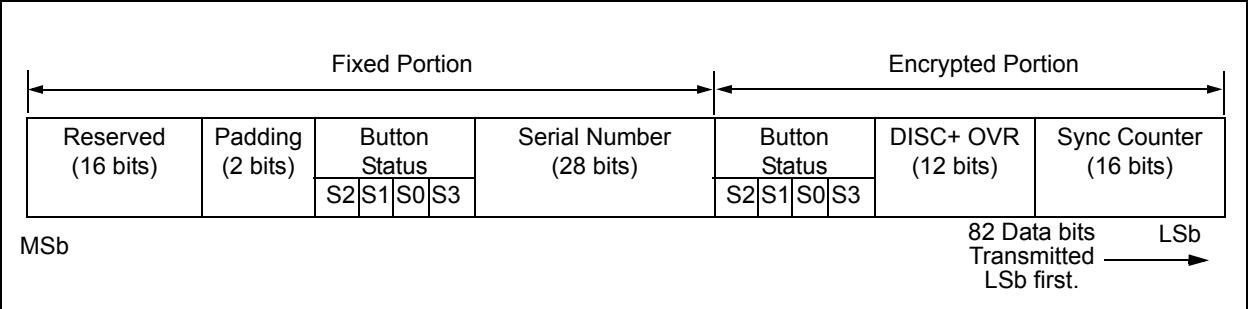 Fixed Portion
Encrypted Portion
Reserved
(16 bits)
Padding
(2 bits)
Button
Status
S2 S1 S0 S3
Serial Number
(28 bits)
Button
Status
S2 S1 S0 S3
DISC+ OVR
(12 bits)
Sync Counter
(16 bits)
MSb
82 Data bits
Transmitted
LSb first.
LSb